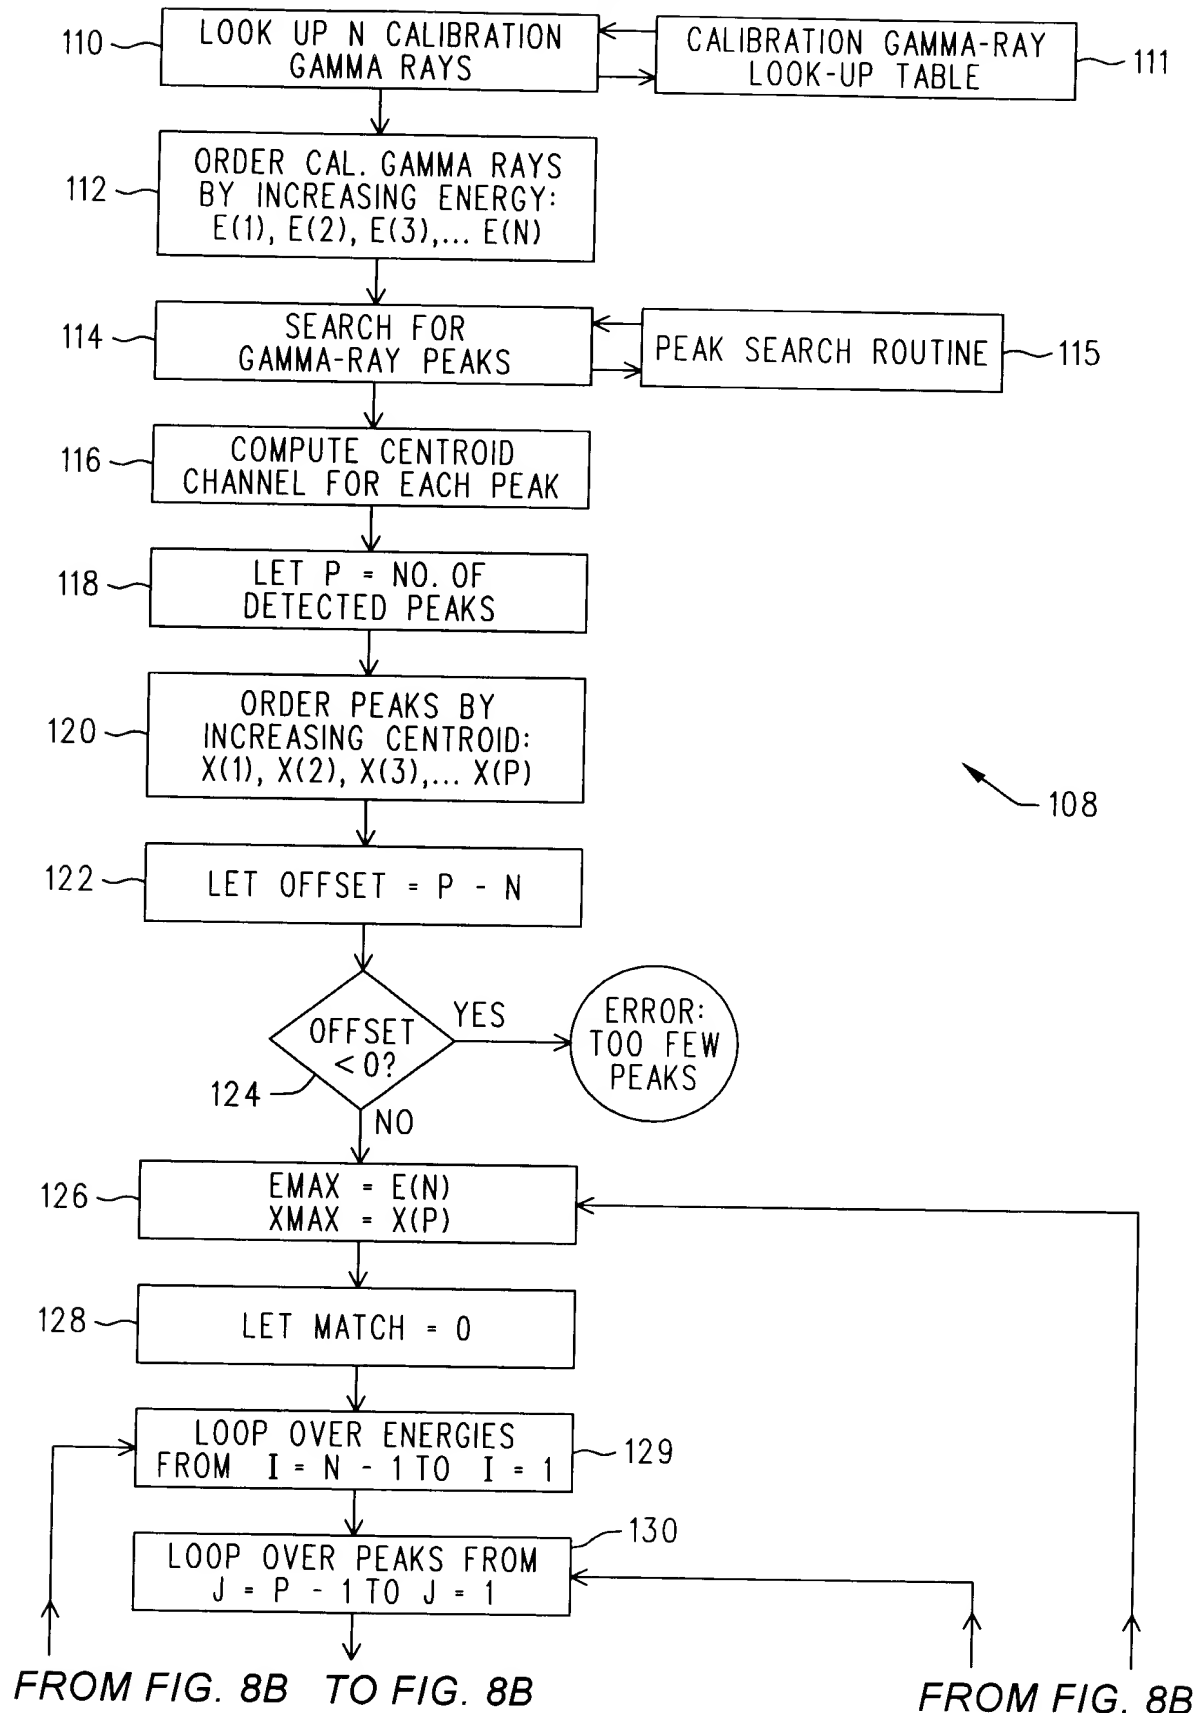 110
LOOK UP N CALIBRATION
GAMMA RAYS
CALIBRATION GAMMA-RAY
LOOK-UP TABLE
111
112
ORDER CAL. GAMMA RAYS
BY INCREASING ENERGY:
E(1), E(2), E(3),... E(N)
114
SEARCH FOR
GAMMA-RAY PEAKS
PEAK SEARCH ROUTINE
115
116
COMPUTE CENTROID
CHANNEL FOR EACH PEAK
118
LET P = NO. OF
DETECTED PEAKS
120
ORDER PEAKS BY
INCREASING CENTROID:
X(1), X(2), X(3),... X(P)
108
122
LET OFFSET = P - N
OFFSET
< 0?
124
YES
ERROR:
TOO FEW
PEAKS
NO
126
EMAX = E(N)
XMAX = X(P)
128
LET MATCH = 0
LOOP OVER ENERGIES
FROM I = N - 1 TO I = 1
129
130
LOOP OVER PEAKS FROM
J = P - 1 TO J = 1
FROM FIG. 8B
TO FIG. 8B
FROM FIG. 8B